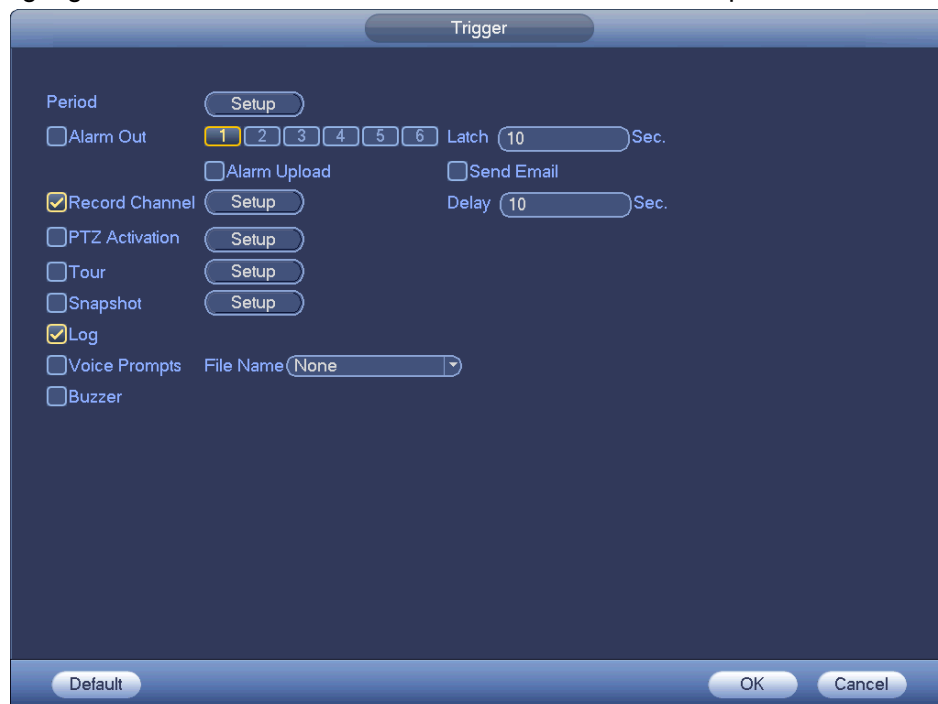 Trigger
Period Setup
Alarm Out 1 2 3 4 5 6 Latch 10 Sec.
Alarm Upload Send Email
Record Channel Setup Delay 10 Sec.
PTZ Activation Setup
Tour Setup
Snapshot Setup
Log
Voice Prompts File Name None
Buzzer
Default OK Cancel